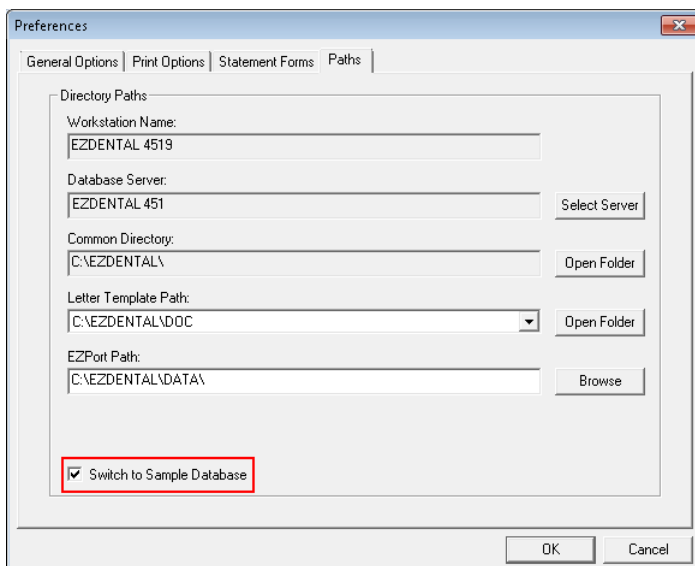 Preferences
General Options Print Options Statement Forms Paths
Directory Paths
Workstation Name:
EZDENTAL 4519
Database Server:
EZDENTAL 451
Select Server
Common Directory:
C:\EZDENTAL\
Open Folder
Letter Template Path:
C:\EZDENTAL\DOC
Open Folder
EZPort Path:
C:\EZDENTAL\DATA\
Browse
Switch to Sample Database
OK Cancel